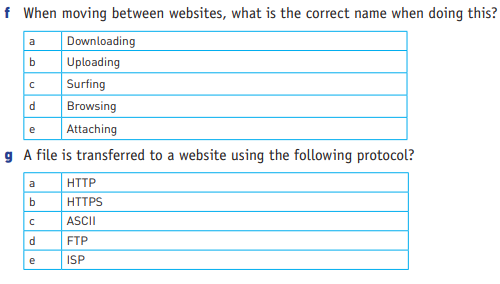 f When moving between websites, what is the correct name when doing this?
a Downloading
b Uploading
c Surfing
d Browsing
e Attaching
g A file is transferred to a website using the following protocol?
a HTTP
b HTTPS
c ASCII
d FTP
e ISP